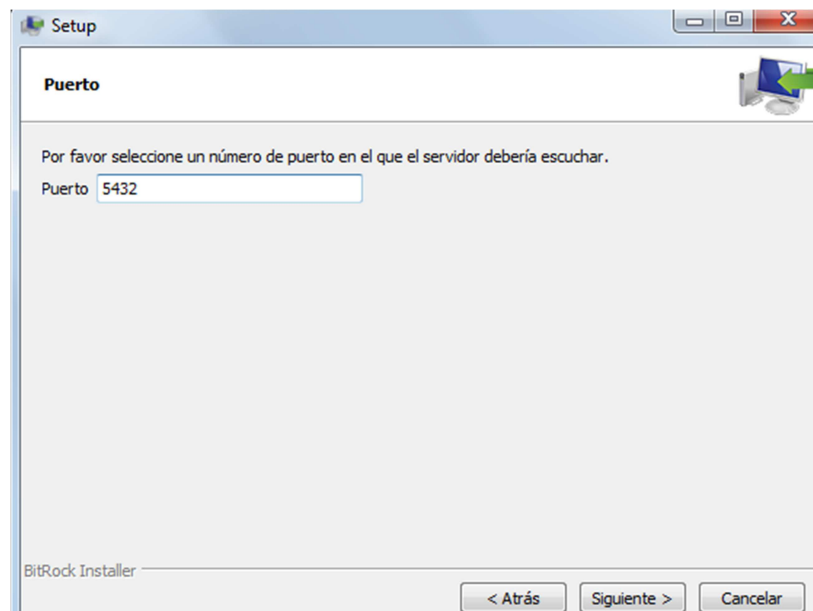 Setup
Puerto
Por favor seleccione un número de puerto en el que el servidor debería escuchar.
Puerto 5432
BitRock Installer
< Atrás Siguiente > Cancelar